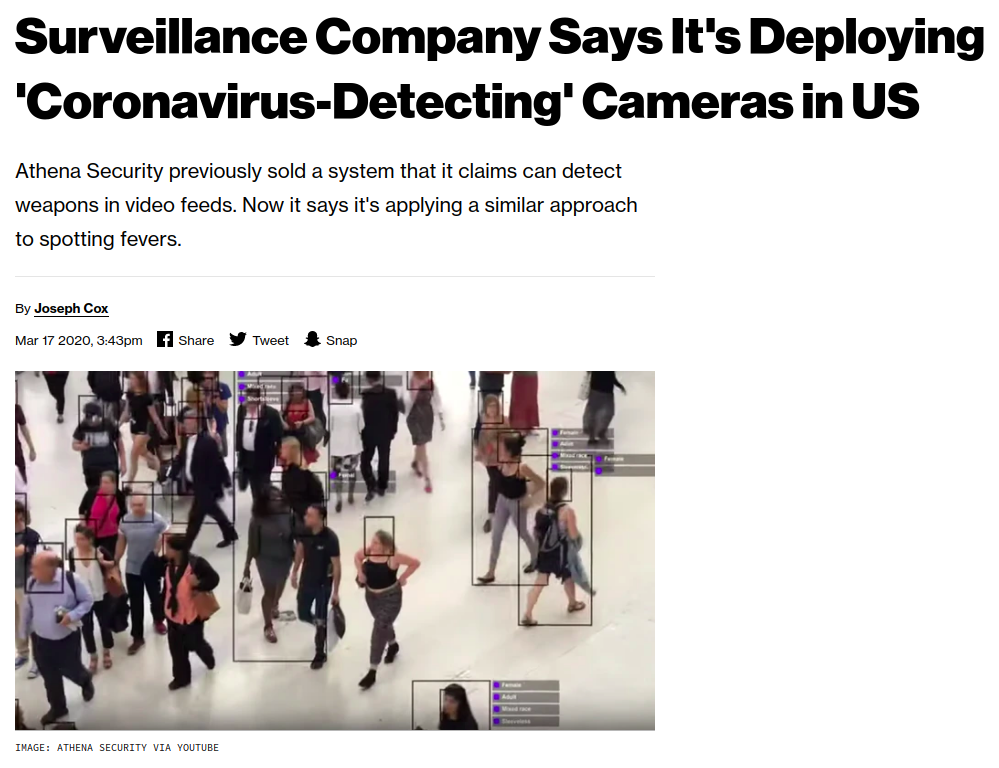 Surveillance Company Says It's Deploying
'Coronavirus-Detecting' Cameras in US
Athena Security previously sold a system that it claims can detect
weapons in video feeds. Now it says it's applying a similar approach
to spotting fevers.
By Joseph Cox
Mar 17 2020, 3:43pm Share Tweet Snap
Adult
Mixed race
Female
Adult
Mixed race
Female
Female
Adult
Mixed race
Sleeveless
IMAGE: ATHENA SECURITY VIA YOUTUBE